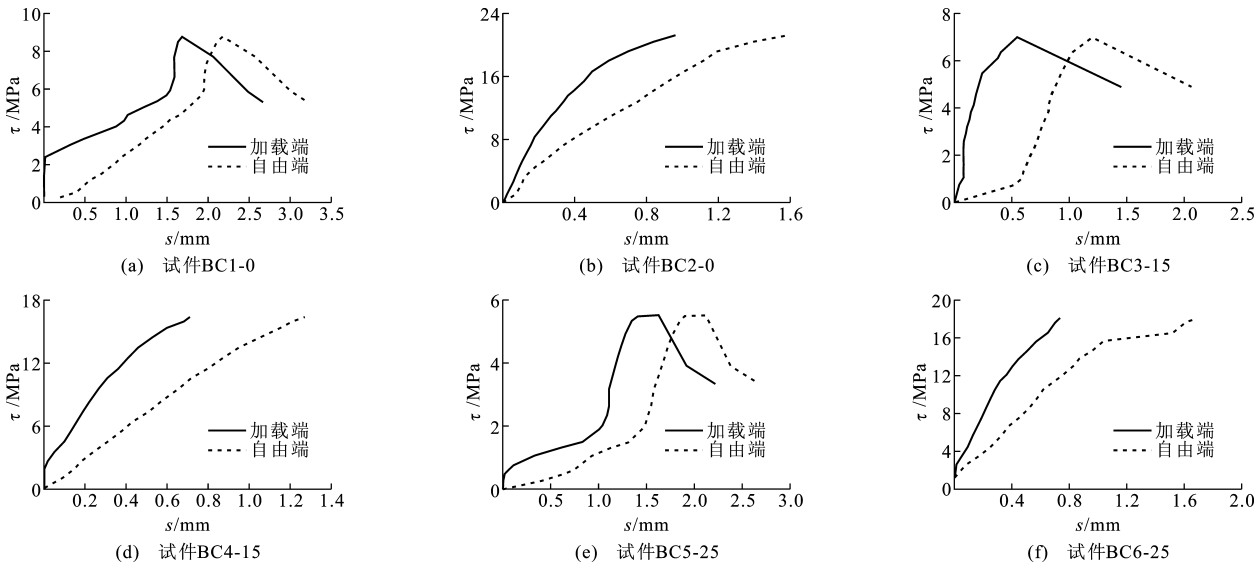 τ /MPa
10
8
6
4
2
0
0.5 1.0 1.5 2.0 2.5 3.0 3.5
加载端
自由端
s/mm
(a) 试件BC1-0
τ /MPa
24
16
8
0
0.4 0.8 1.2 1.6
加载端
自由端
s/mm
(b) 试件BC2-0
τ /MPa
8
6
4
2
0
0.5 1.0 1.5 2.0 2.5
加载端
自由端
s/mm
(c) 试件BC3-15
τ /MPa
18
12
6
0
0.2 0.4 0.6 0.8 1.0 1.2 1.4
加载端
自由端
s/mm
(d) 试件BC4-15
τ /MPa
6
4
2
0
0.5 1.0 1.5 2.0 2.5 3.0
加载端
自由端
s/mm
(e) 试件BC5-25
τ /MPa
20
16
12
8
4
0
0.4 0.8 1.2 1.6 2.0
加载端
自由端
s/mm
(f) 试件BC6-25